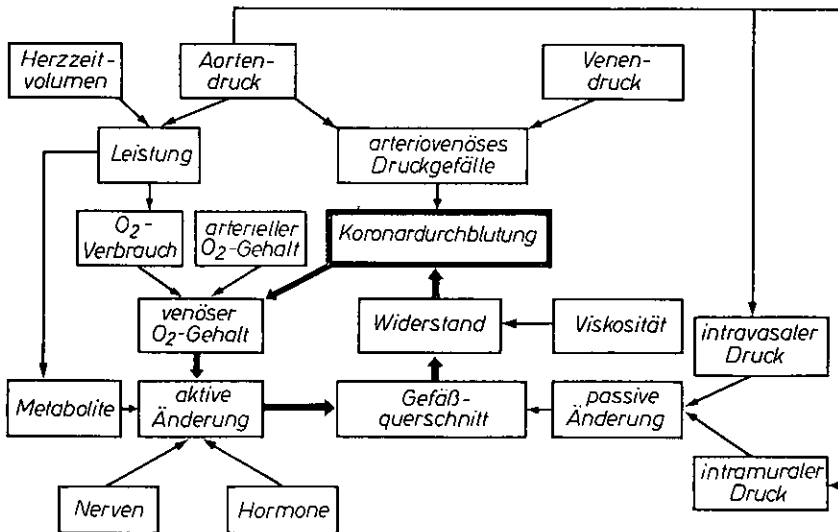 Herzzeit-
volumen
Aorten-
druck
Venen-
druck
Leistung
arteriovenöses
Druckgefälle
O₂-
Verbrauch
arterieller
O₂-Gehalt
Koronardurchblutung
venöser
O₂-Gehalt
Widerstand
Viskosität
intravasaler
Druck
Metabolite
aktive
Änderung
Gefäß-
querschnitt
passive
Änderung
intramuraler
Druck
Nerven
Hormone